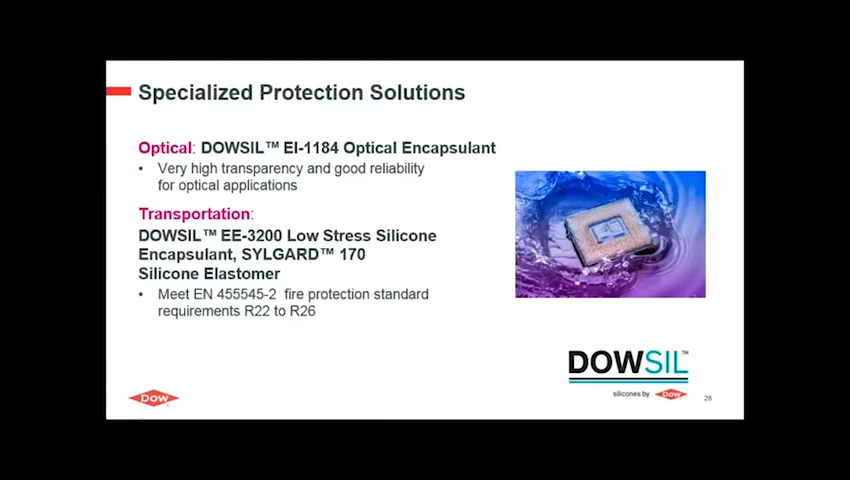 Specialized Protection Solutions
Optical: DOWSIL™ EI-1184 Optical Encapsulant
• Very high transparency and good reliability
for optical applications
Transportation:
DOWSIL™ EE-3200 Low Stress Silicone
Encapsulant, SYLGARD™ 170
Silicone Elastomer
• Meet EN 455545-2 fire protection standard
requirements R22 to R26
DOWSIL™
silicones by Dow
Dow
28